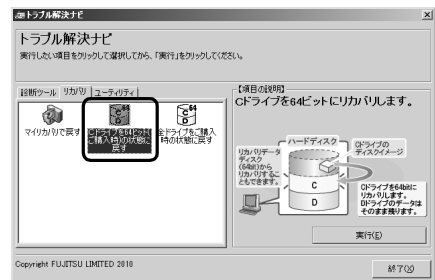 トラブル解決ナビ
トラブル解決ナビ
実行したい項目をクリックして選択してから、「実行」をクリックしてください。
診断ツール リカバリ ユーティリティ
マイリカバリで戻す
Cドライブを64ビット(
ご購入時)の状態に
戻す
全ドライブをご購入
時の状態に戻す
64
C
D
64
C
D
【項目の説明】
Cドライブを64ビットにリカバリします。
リカバリデータ
ディスク
(64bit)から
リカバリするこ
ともできます。
ハードディスク
Cドライブの
ディスクイメージ
C
D
Cドライブを64bitに
リカバリします。
Dドライブのデータは
そのまま残ります。
実行(E)
Copyright FUJITSU LIMITED 2010
終了(X)